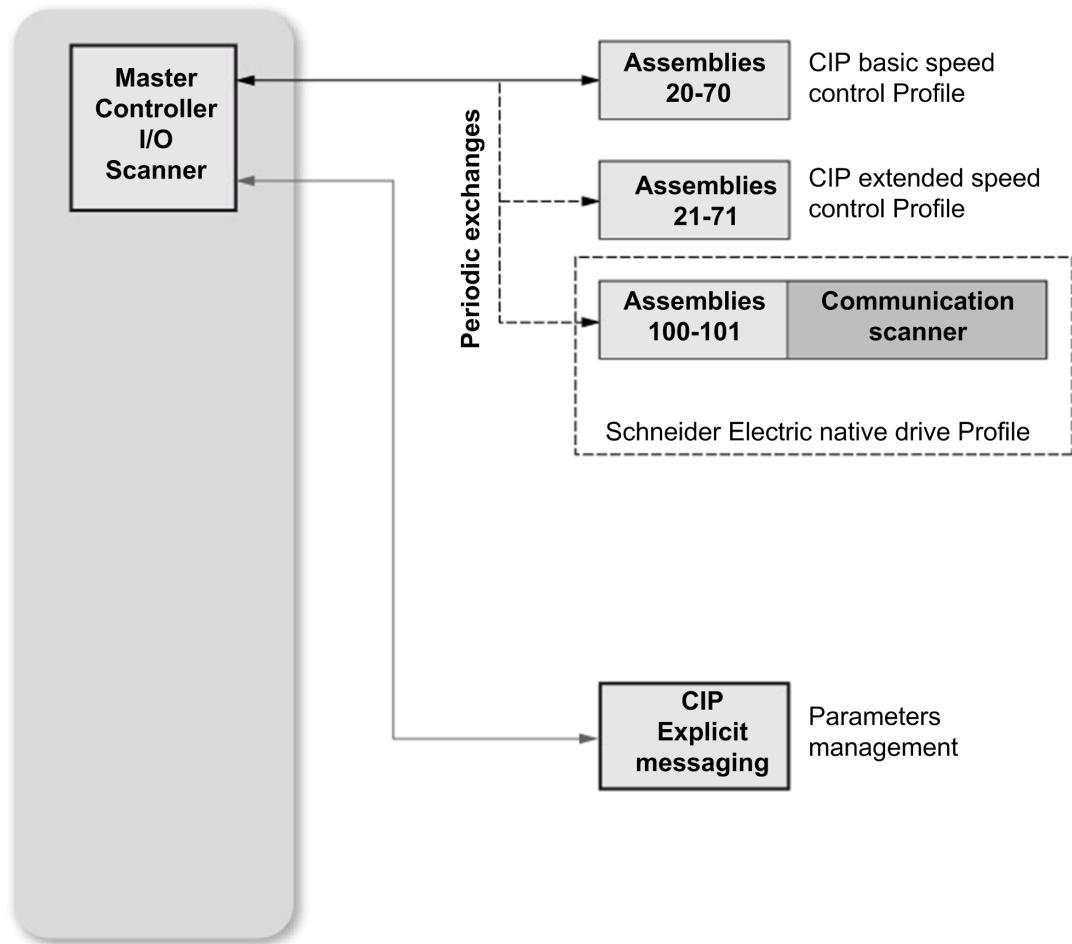 Master
Controller
I/O
Scanner
Periodic exchanges
Assemblies
20-70
CIP basic speed
control Profile
Assemblies
21-71
CIP extended speed
control Profile
Assemblies
100-101
Communication
scanner
Schneider Electric native drive Profile
CIP
Explicit
messaging
Parameters
management